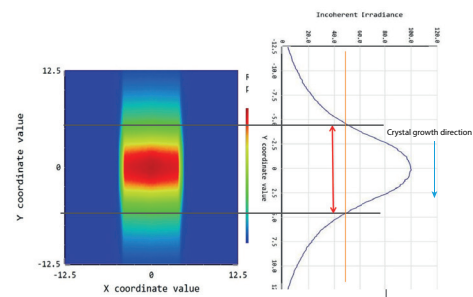 Incoherent Irradiance
0 20.0 40.0 60.0 80.0 100.0 120.0
12.5
0
-12.5
Y coordinate value
-12.5 0 12.5
X coordinate value
-12.5
-10.0
-7.5
-5.0
-2.5
0
2.5
5.0
7.5
10.0
Y coordinate value
Crystal growth direction